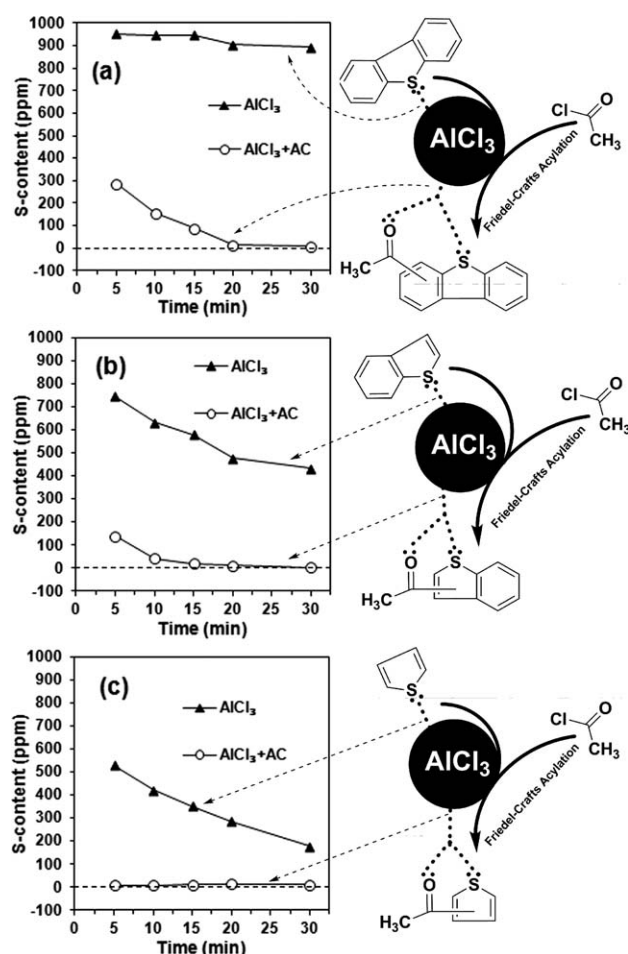 1000
900
800
700
600
500
400
300
200
100
0
-100
S-content (ppm)
(a)
AlCl₃
AlCl₃+AC
0 5 10 15 20 25 30
Time (min)
S
AlCl₃
Cl
O
CH₃
Friedel-Crafts Acylation
O
H₃C
S
1000
900
800
700
600
500
400
300
200
100
0
-100
S-content (ppm)
(b)
AlCl₃
AlCl₃+AC
0 5 10 15 20 25 30
Time (min)
S
AlCl₃
Cl
O
CH₃
Friedel-Crafts Acylation
O
H₃C
S
1000
900
800
700
600
500
400
300
200
100
0
-100
S-content (ppm)
(c)
AlCl₃
AlCl₃+AC
0 5 10 15 20 25 30
Time (min)
S
AlCl₃
Cl
O
CH₃
Friedel-Crafts Acylation
O
H₃C
S